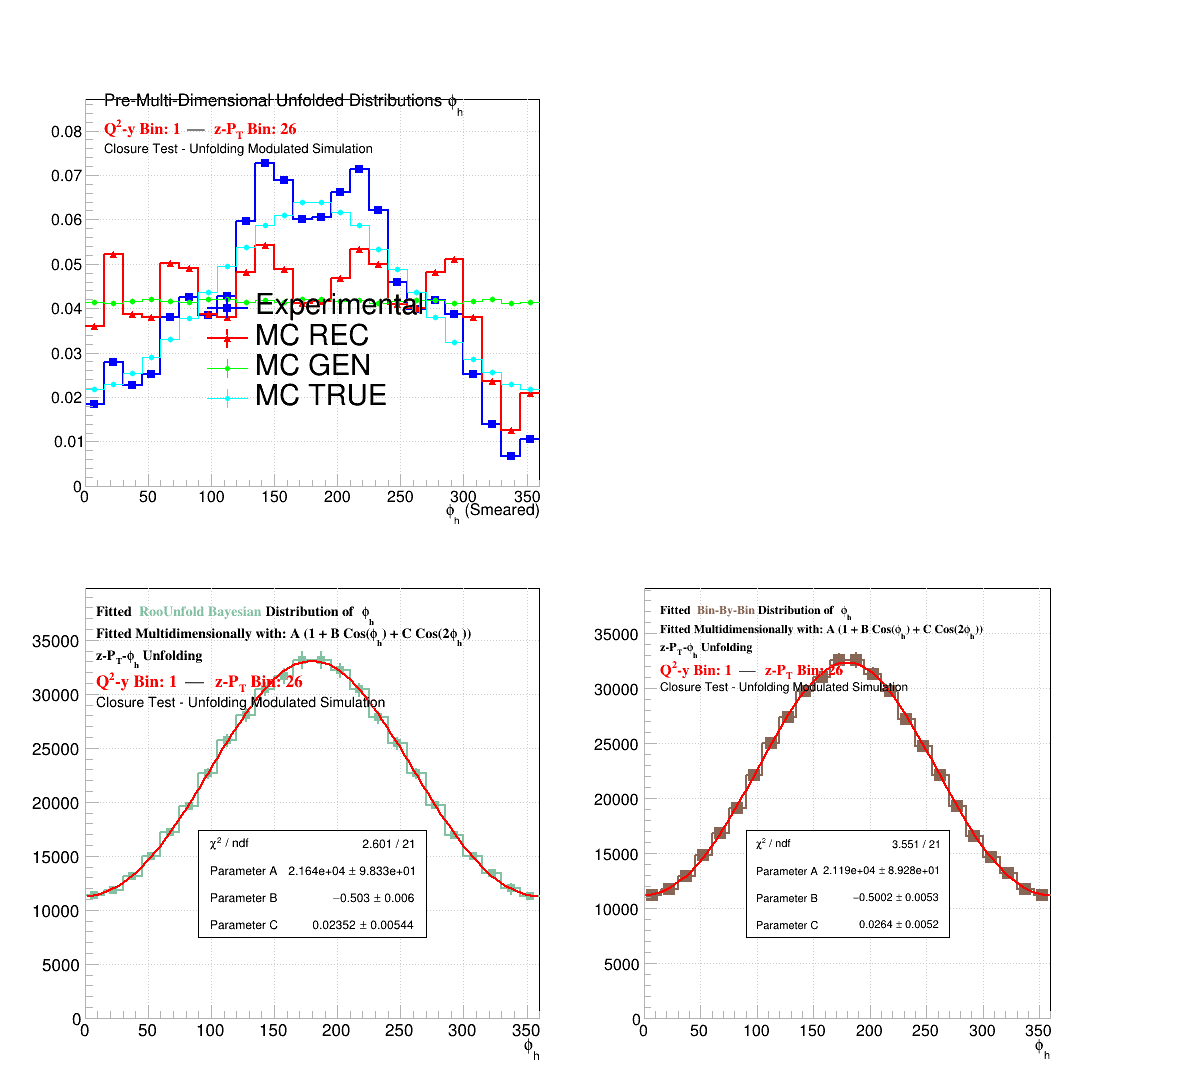 Pre-Multi-Dimensional Unfolded Distributions ϕh
Q2-y Bin: 1 — z-PT Bin: 26
Closure Test - Unfolding Modulated Simulation
0.08
0.07
0.06
0.05
0.04
0.03
0.02
0.01
0
Experimental
MC REC
MC GEN
MC TRUE
0 50 100 150 200 250 300 350
ϕh (Smeared)
Fitted RooUnfold Bayesian Distribution of ϕh
Fitted Multidimensionally with: A (1 + B Cos(ϕh) + C Cos(2ϕh))
z-PT-ϕh Unfolding
Q2-y Bin: 1 — z-PT Bin: 26
Closure Test - Unfolding Modulated Simulation
35000
30000
25000
20000
15000
10000
5000
0
χ2 / ndf 2.601 / 21
Parameter A 2.164e+04 ± 9.833e+01
Parameter B −0.503 ± 0.006
Parameter C 0.02352 ± 0.00544
0 50 100 150 200 250 300 350
ϕh
Fitted Bin-By-Bin Distribution of ϕh
Fitted Multidimensionally with: A (1 + B Cos(ϕh) + C Cos(2ϕh))
z-PT-ϕh Unfolding
Q2-y Bin: 1 — z-PT Bin: 26
Closure Test - Unfolding Modulated Simulation
35000
30000
25000
20000
15000
10000
5000
0
χ2 / ndf 3.551 / 21
Parameter A 2.119e+04 ± 8.928e+01
Parameter B −0.5002 ± 0.0053
Parameter C 0.0264 ± 0.0052
0 50 100 150 200 250 300 350
ϕh